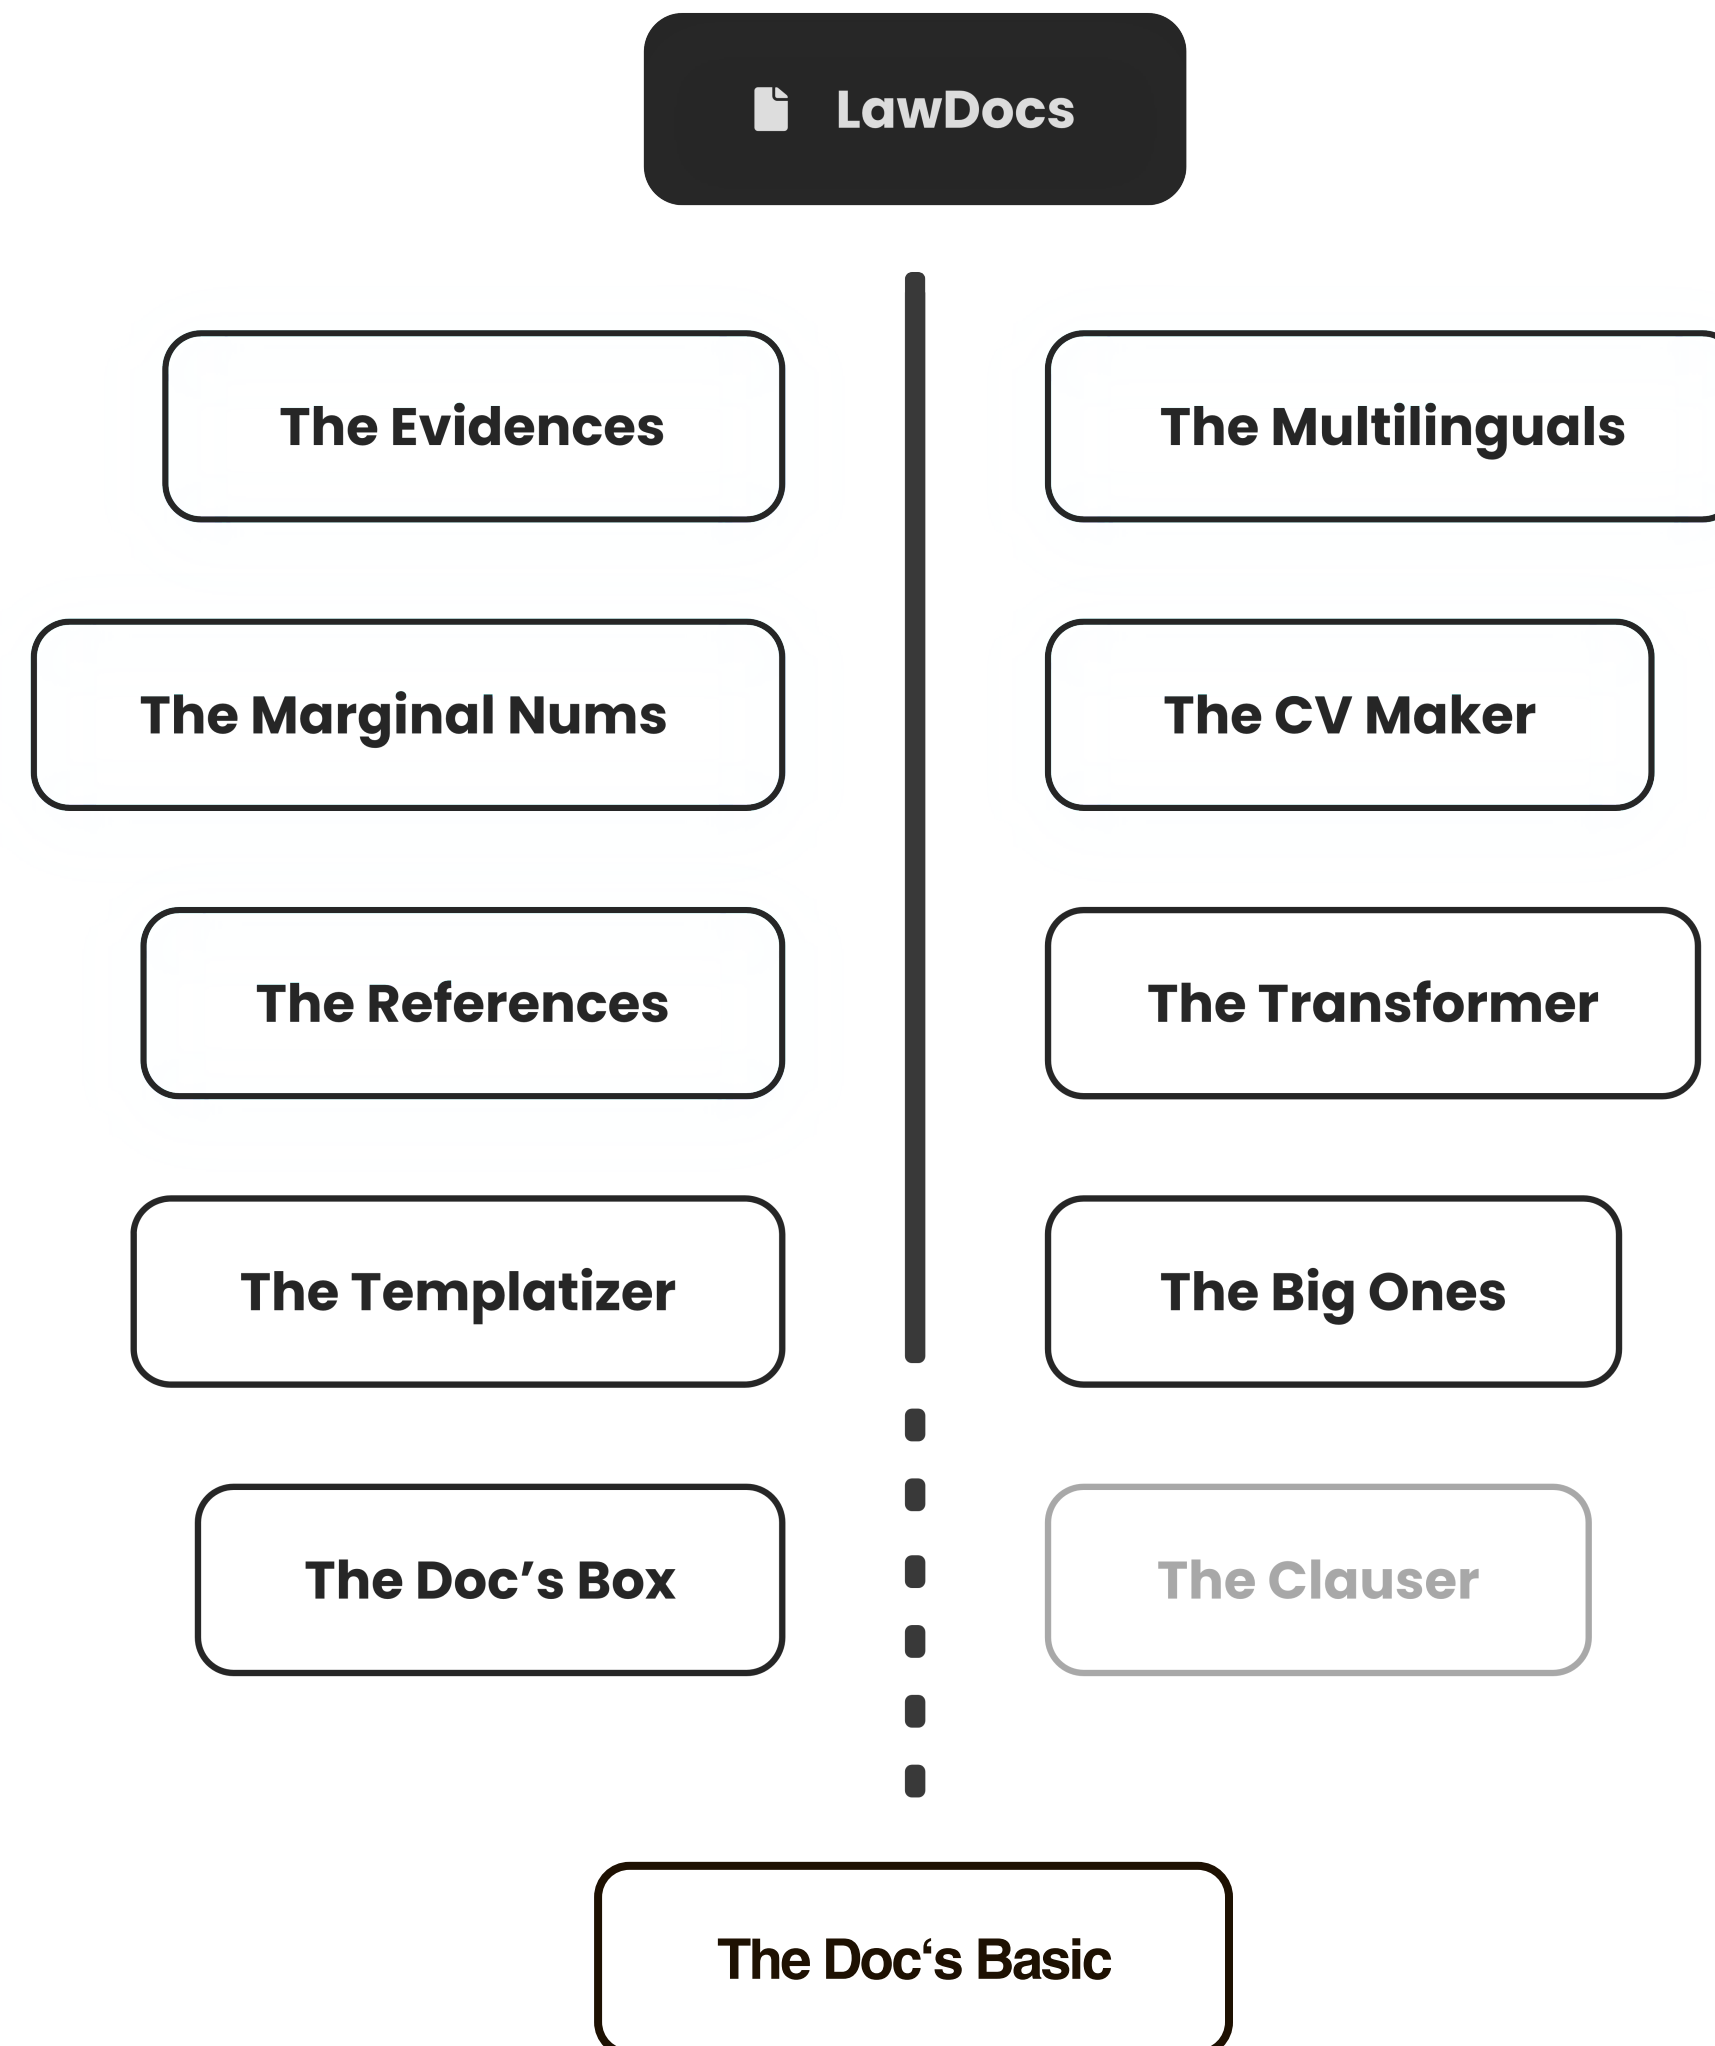 LawDocs
The Evidences
The Multilinguals
The Marginal Nums
The CV Maker
The References
The Transformer
The Templatizer
The Big Ones
The Doc’s Box
The Clauser
The Doc‘s Basic